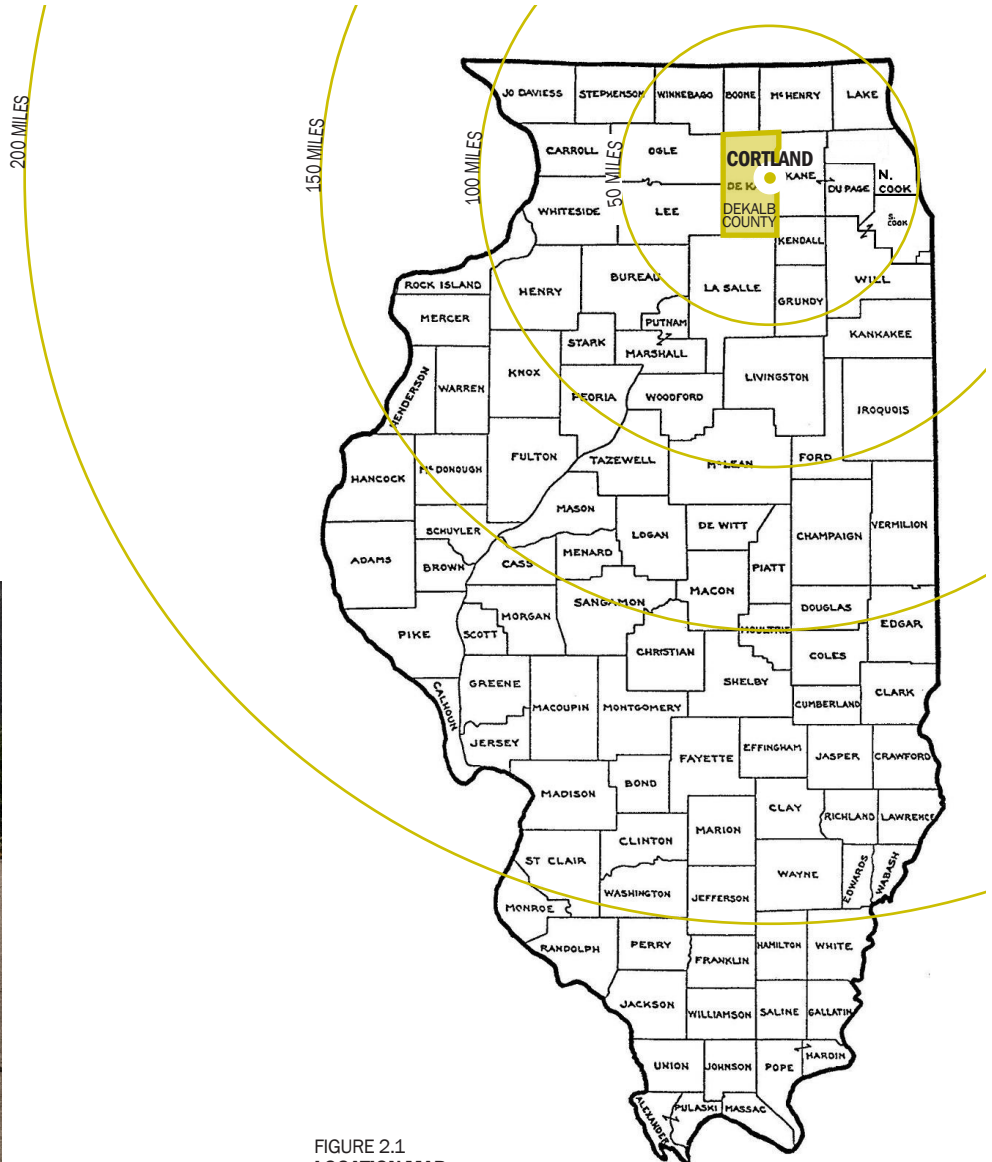 200 MILES
150 MILES
100 MILES
50 MILES
JO DAVIESS
STEPHENSON
WINNEBAGO
BOONE
McHENRY
LAKE
CARROLL
OGLE
CORTLAND
DE KA
KANE
DU PAGE
N.
COOK
S.
COOK
WHITESIDE
LEE
DEKALB
COUNTY
KENDALL
ROCK ISLAND
HENRY
BUREAU
LA SALLE
GRUNDY
WILL
MERCER
PUTNAM
STARK
MARSHALL
KANKAKEE
HENDERSON
WARREN
KNOX
PEORIA
WOODFORD
LIVINGSTON
IROQUOIS
HANCOCK
McDONOUGH
FULTON
TAZEWELL
McLEAN
FORD
MASON
SCHUYLER
LOGAN
DE WITT
CHAMPAIGN
VERMILION
ADAMS
BROWN
CASS
MENARD
PIATT
MACON
SANGAMON
DOUGLAS
PIKE
SCOTT
MORGAN
MOULTRIE
EDGAR
CHRISTIAN
COLES
CALHOUN
GREENE
MACOUPIN
MONTGOMERY
SHELBY
CUMBERLAND
CLARK
JERSEY
FAYETTE
EFFINGHAM
JASPER
CRAWFORD
MADISON
BOND
CLAY
RICHLAND
LAWRENCE
CLINTON
MARION
ST CLAIR
WAYNE
EDWARDS
WABASH
WASHINGTON
JEFFERSON
MONROE
RANDOLPH
PERRY
FRANKLIN
HAMILTON
WHITE
JACKSON
WILLIAMSON
SALINE
GALLATIN
UNION
JOHNSON
POPE
HARDIN
ALEXANDER
PULASKI
MASSAC
FIGURE 2.1
LOCATION MAP